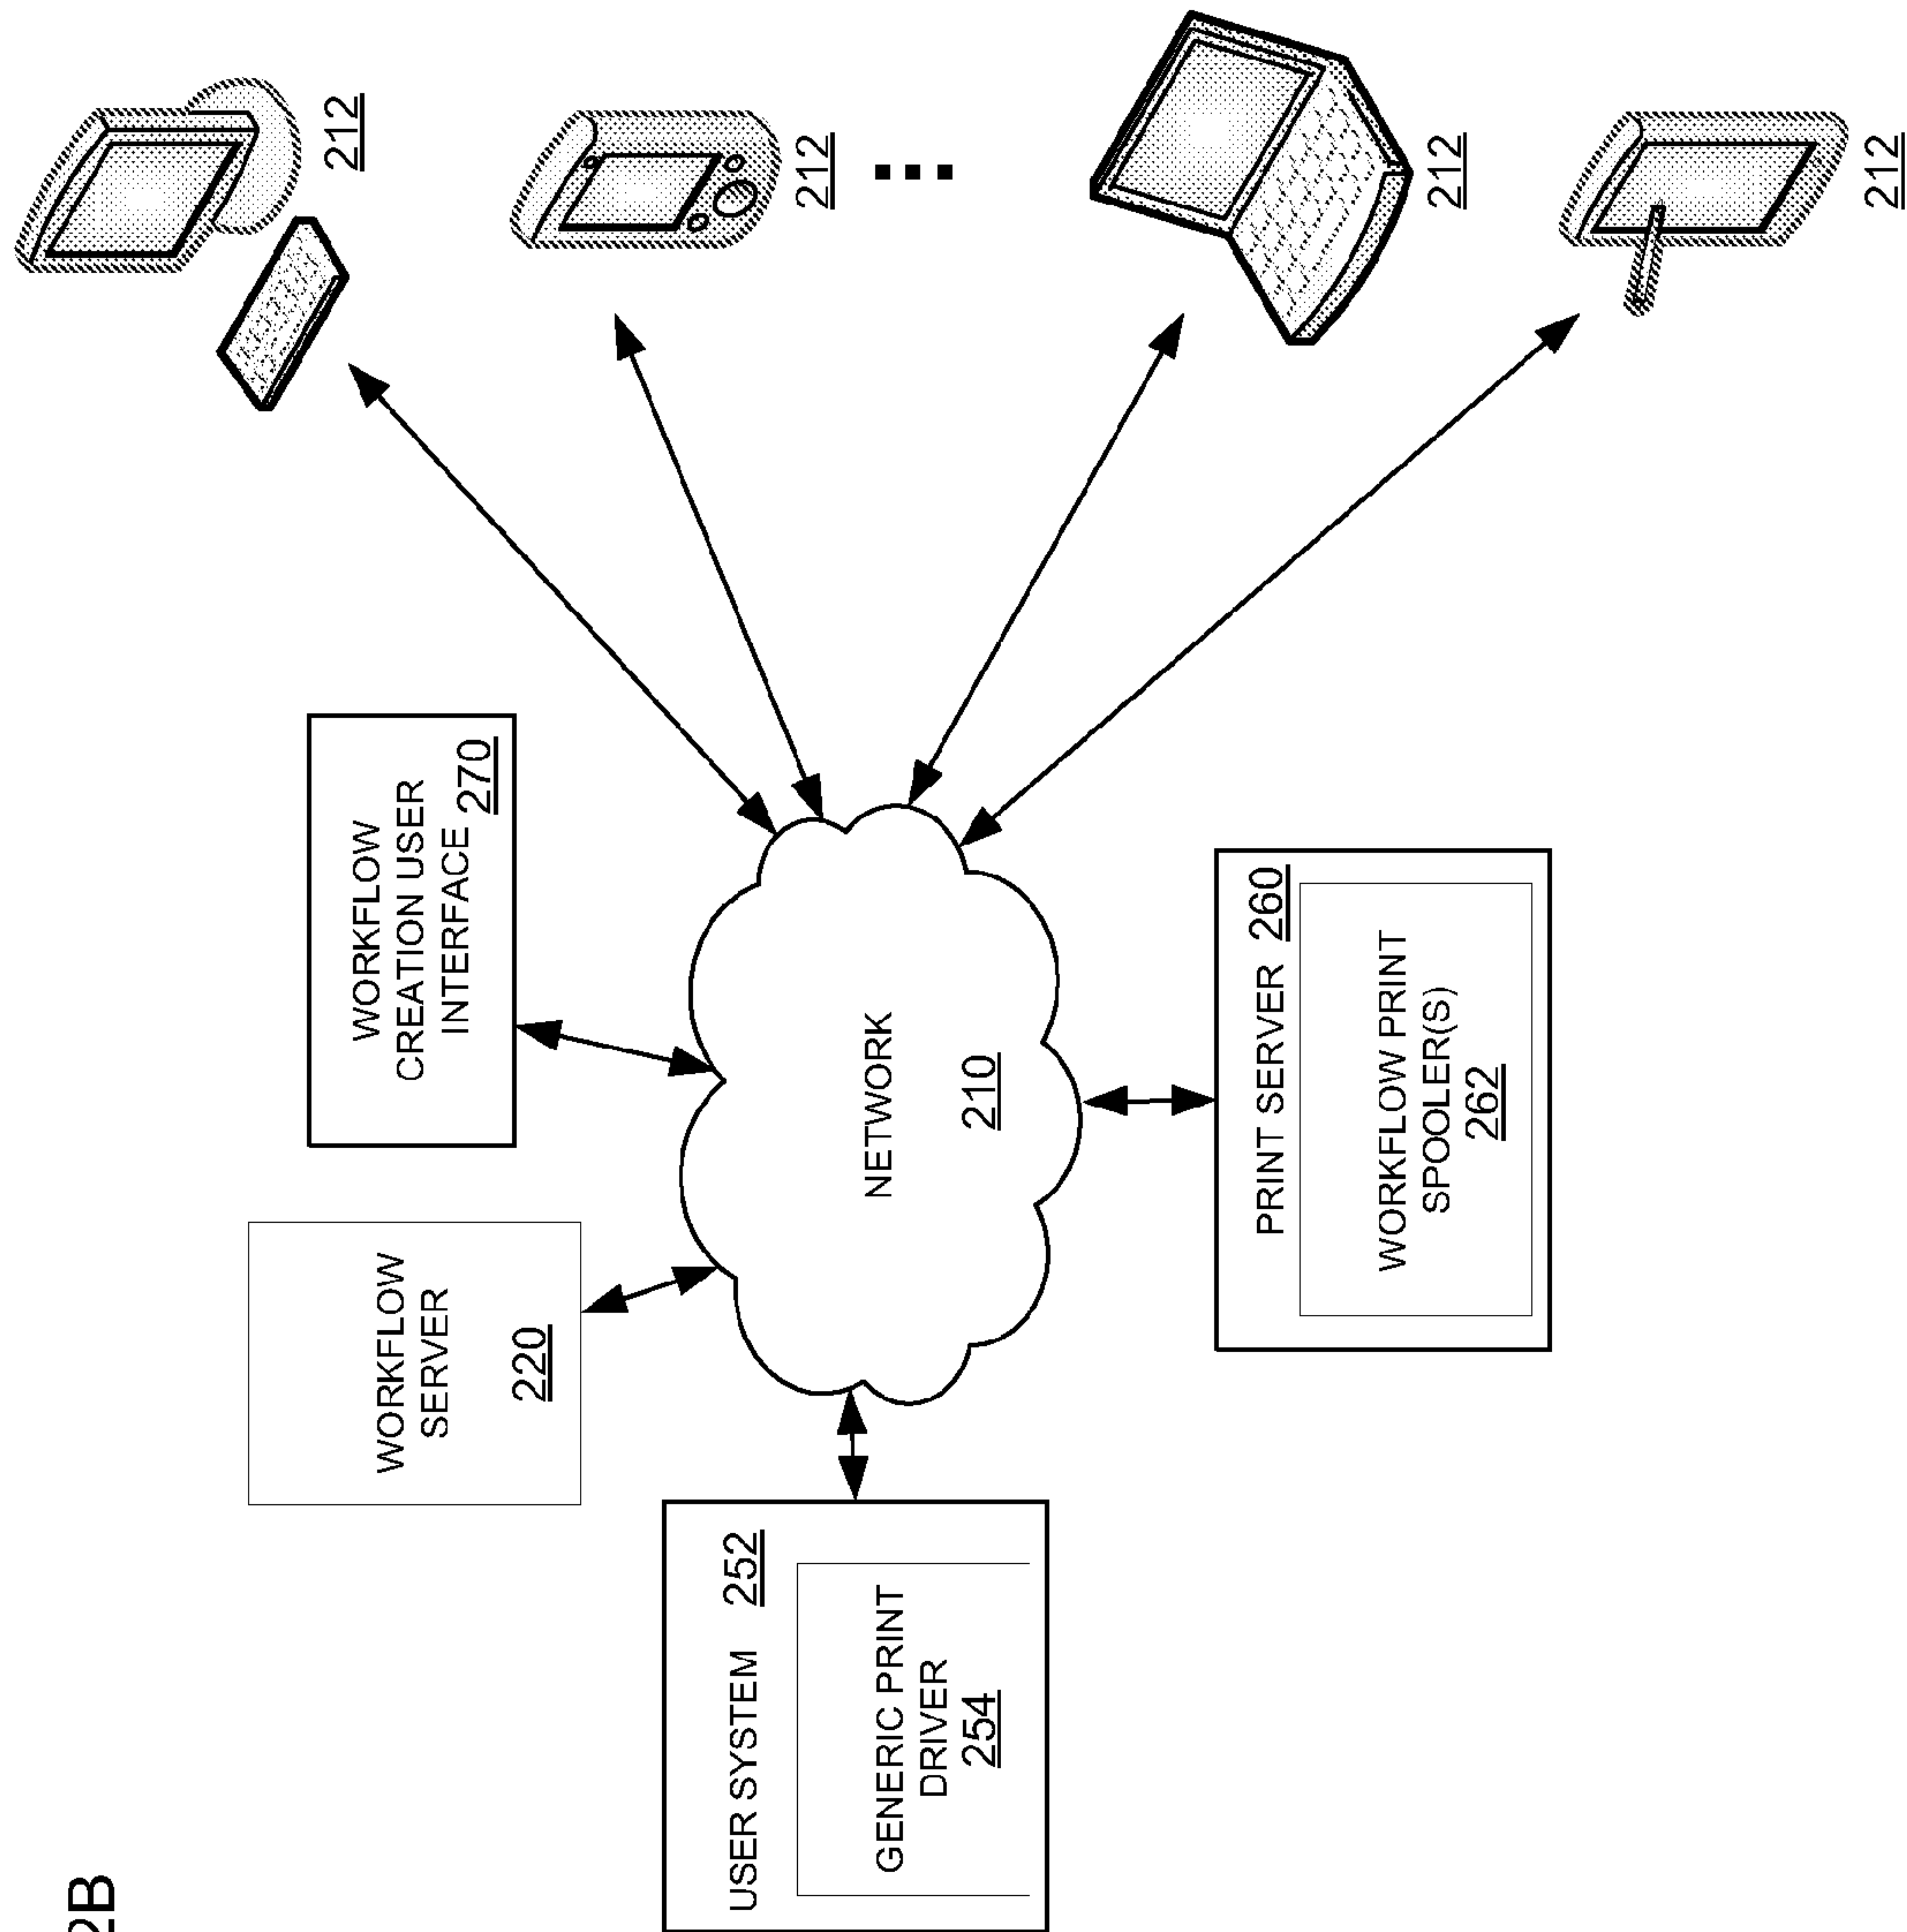 2B
USER SYSTEM 252
GENERIC PRINT
DRIVER
254
WORKFLOW
SERVER
220
WORKFLOW
CREATION USER
INTERFACE 270
NETWORK
210
PRINT SERVER 260
WORKFLOW PRINT
SPOOLER(S)
262
212
212
...
212
212